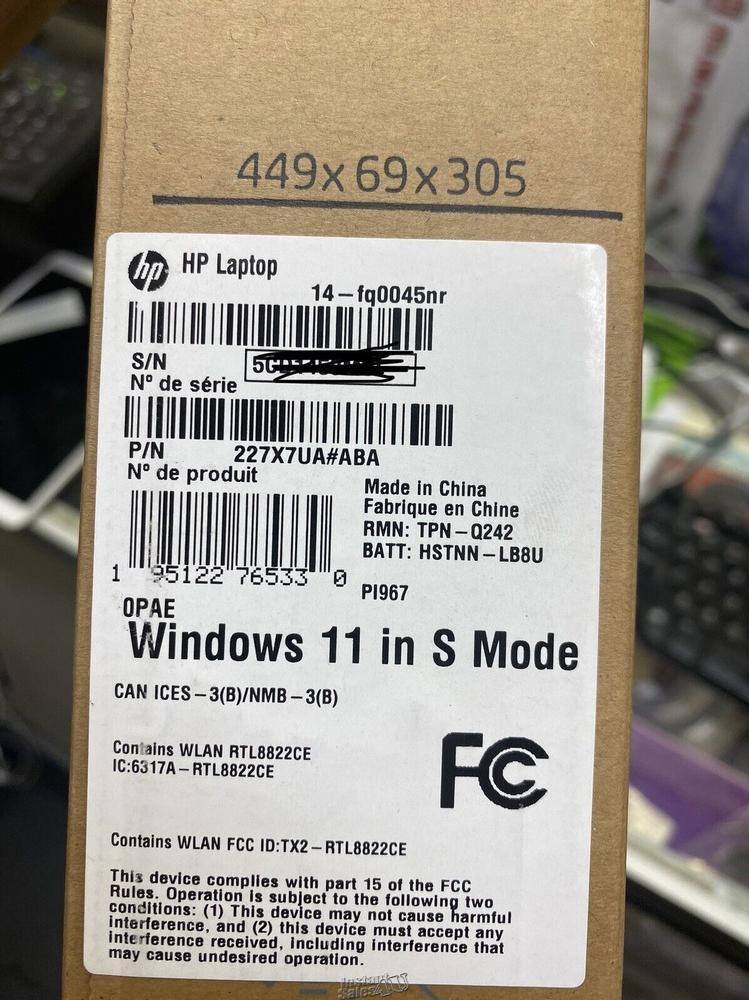 449x69x305
hp HP Laptop
14-fq0045nr
S/N
Nº de série
P/N 227X7UA#ABA
Nº de produit
Made in China
Fabrique en Chine
RMN: TPN-Q242
BATT: HSTNN-LB8U
1 95122 76533 0
PI967
OPAE
Windows 11 in S Mode
CAN ICES-3(B)/NMB-3(B)
Contains WLAN RTL8822CE
IC:6317A-RTL8822CE
FC
Contains WLAN FCC ID:TX2-RTL8822CE
This device complies with part 15 of the FCC
Rules. Operation is subject to the following two
conditions: (1) This device may not cause harmful
interference, and (2) this device must accept any
interference received, including interference that
may cause undesired operation.